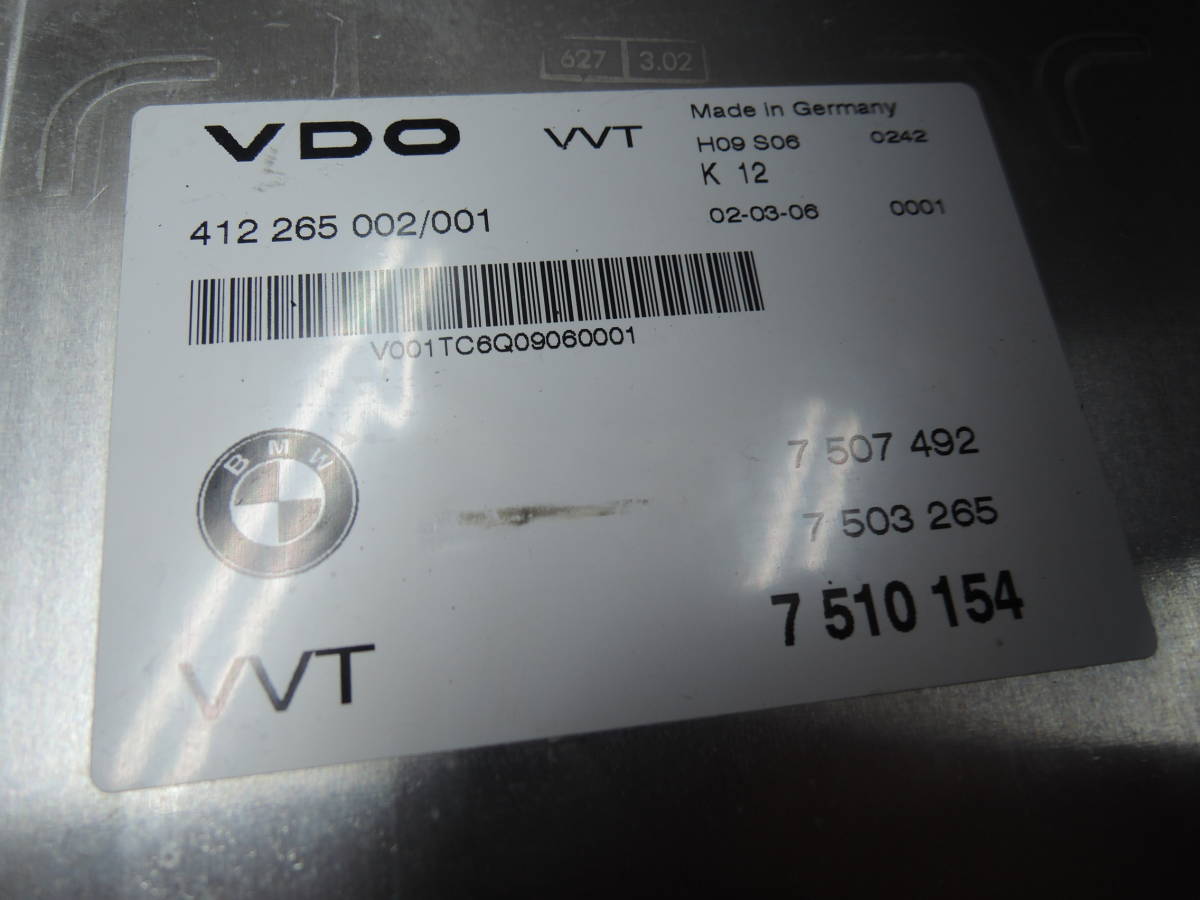 627 3.02
VDO VVT Made in Germany
H09 S06 0242
K 12
412 265 002/001 02-03-06 0001
V001TC6Q09060001
BMW
7 507 492
7 503 265
7 510 154
VVT